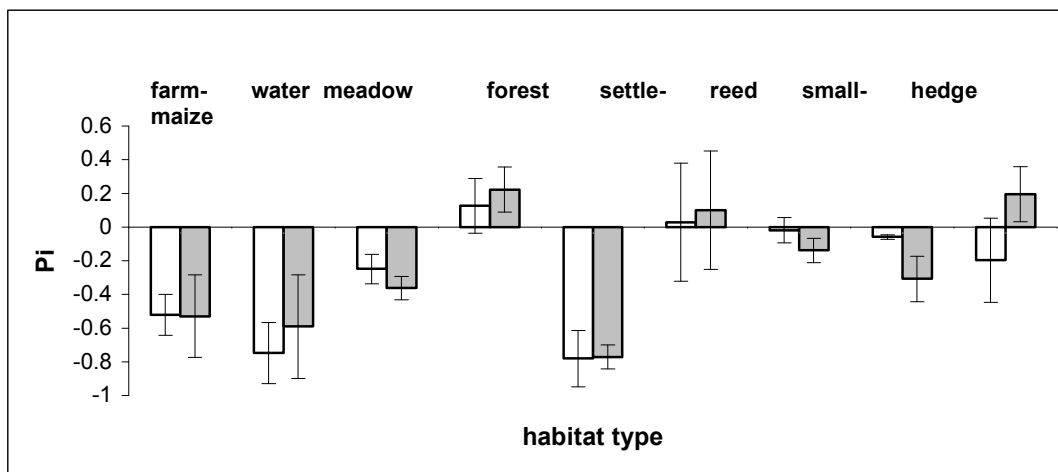 farm- water meadow forest settle- reed small- hedge
maize
0.6
0.4
0.2
0
-0.2
-0.4
-0.6
-0.8
-1
Pi
habitat type